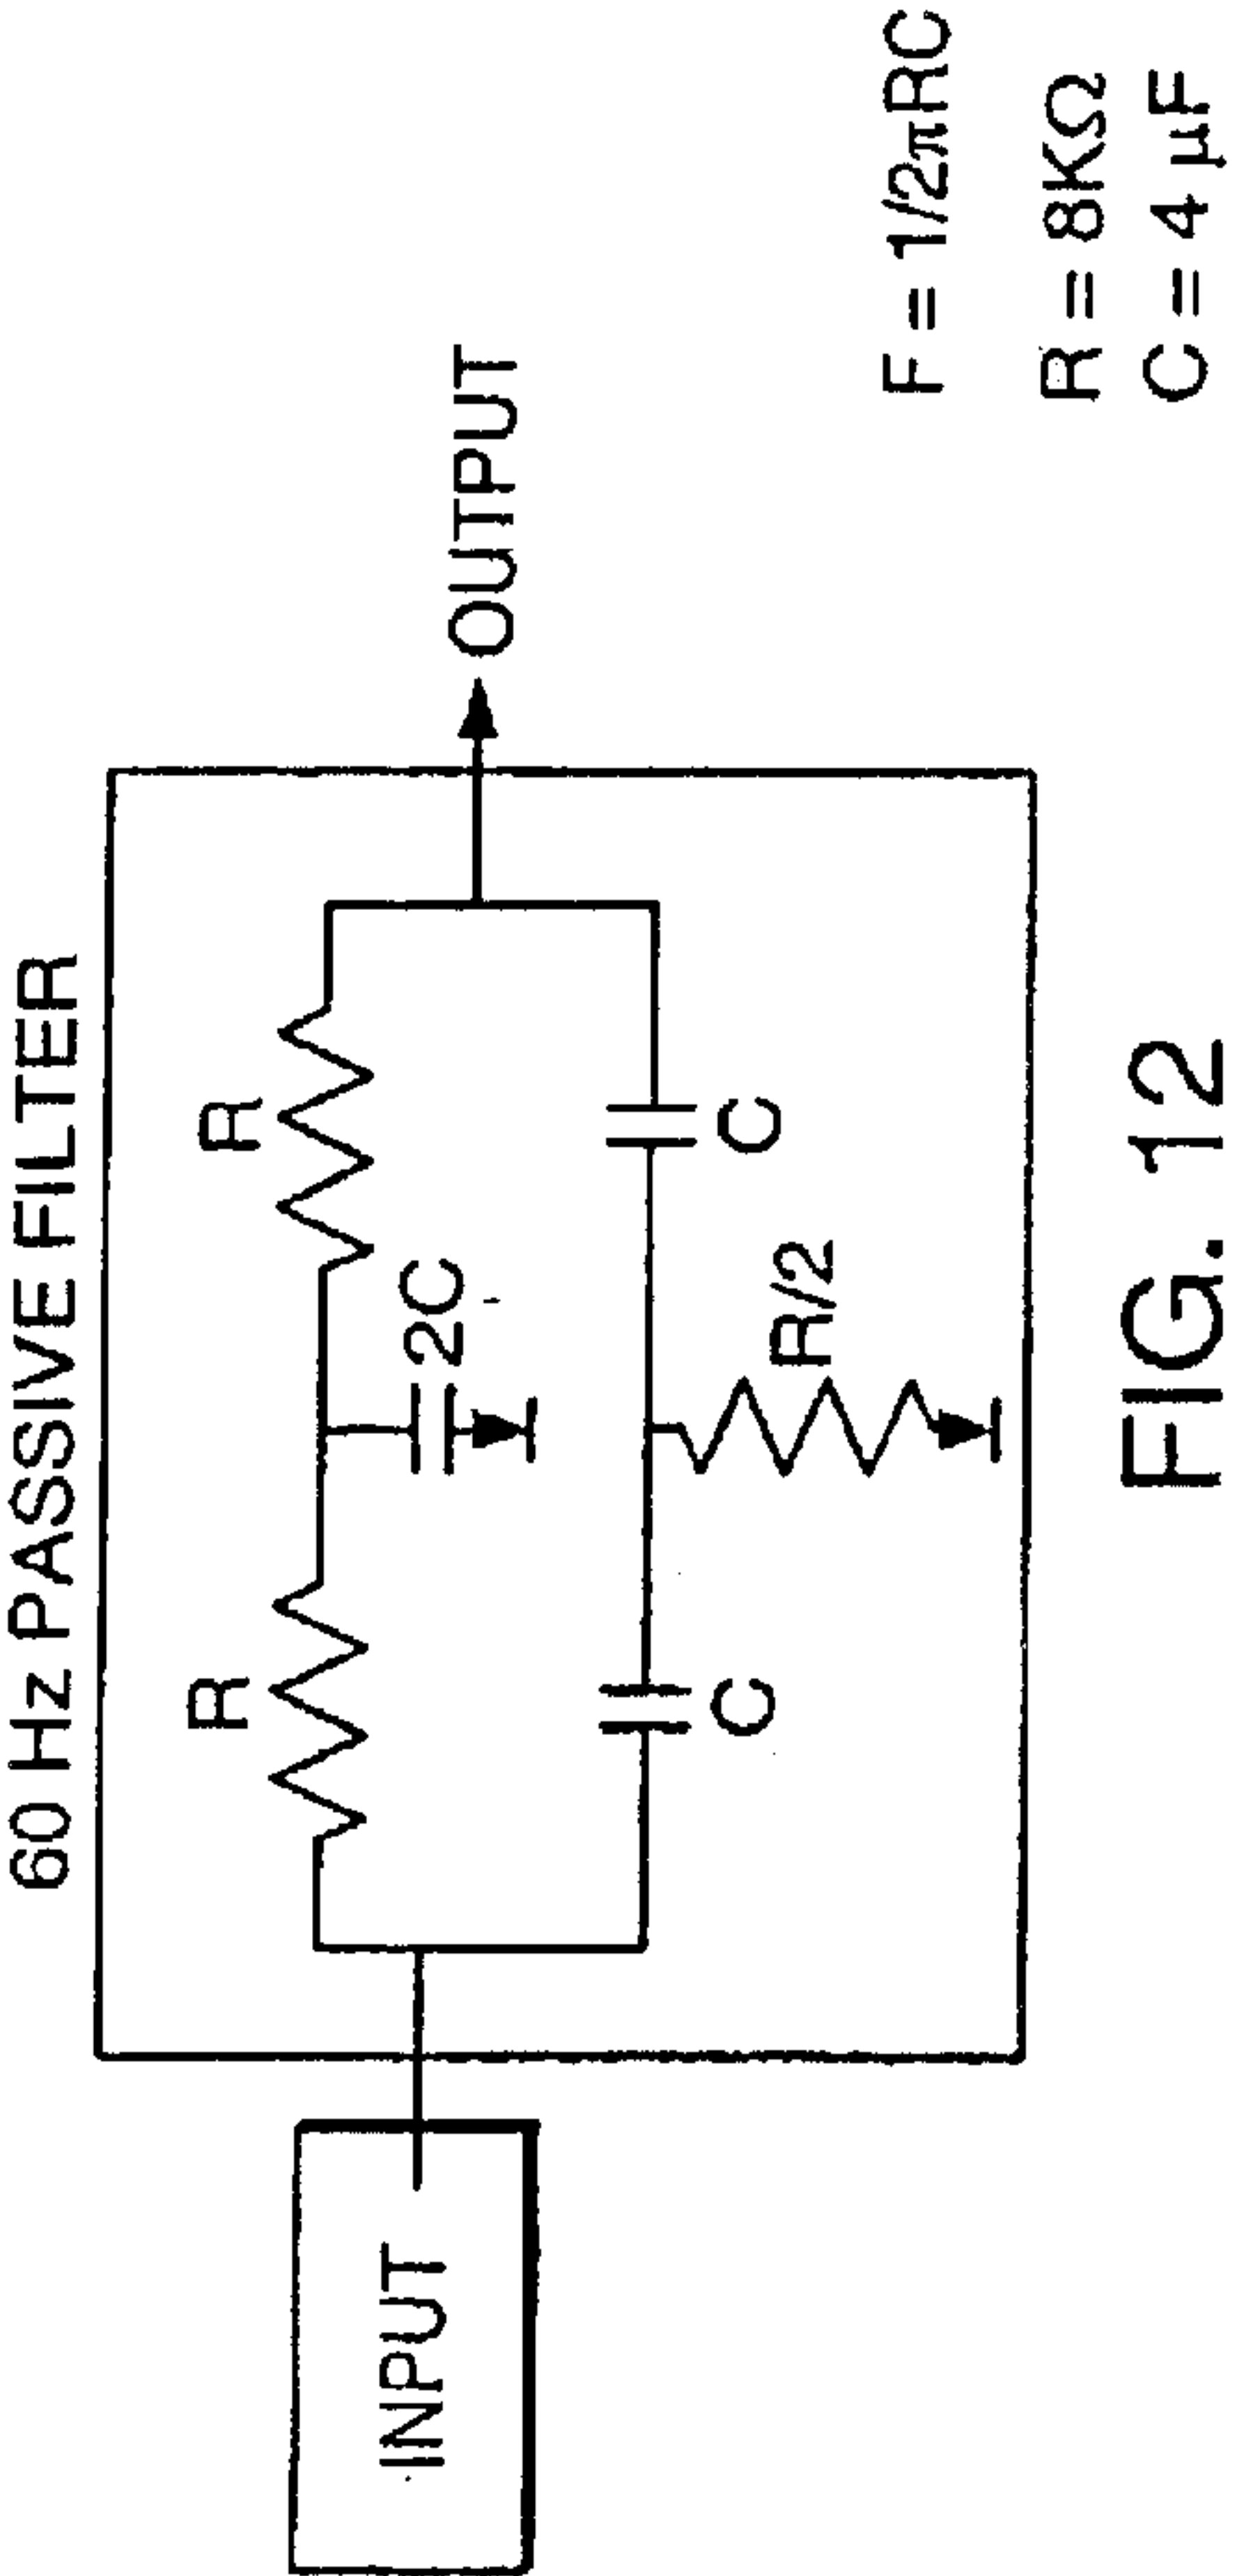 60 Hz PASSIVE FILTER
R
R
2C
INPUT
OUTPUT
C
C
R/2
F = 1/2πRC
R = 8KΩ
C = 4 μF
FIG. 12